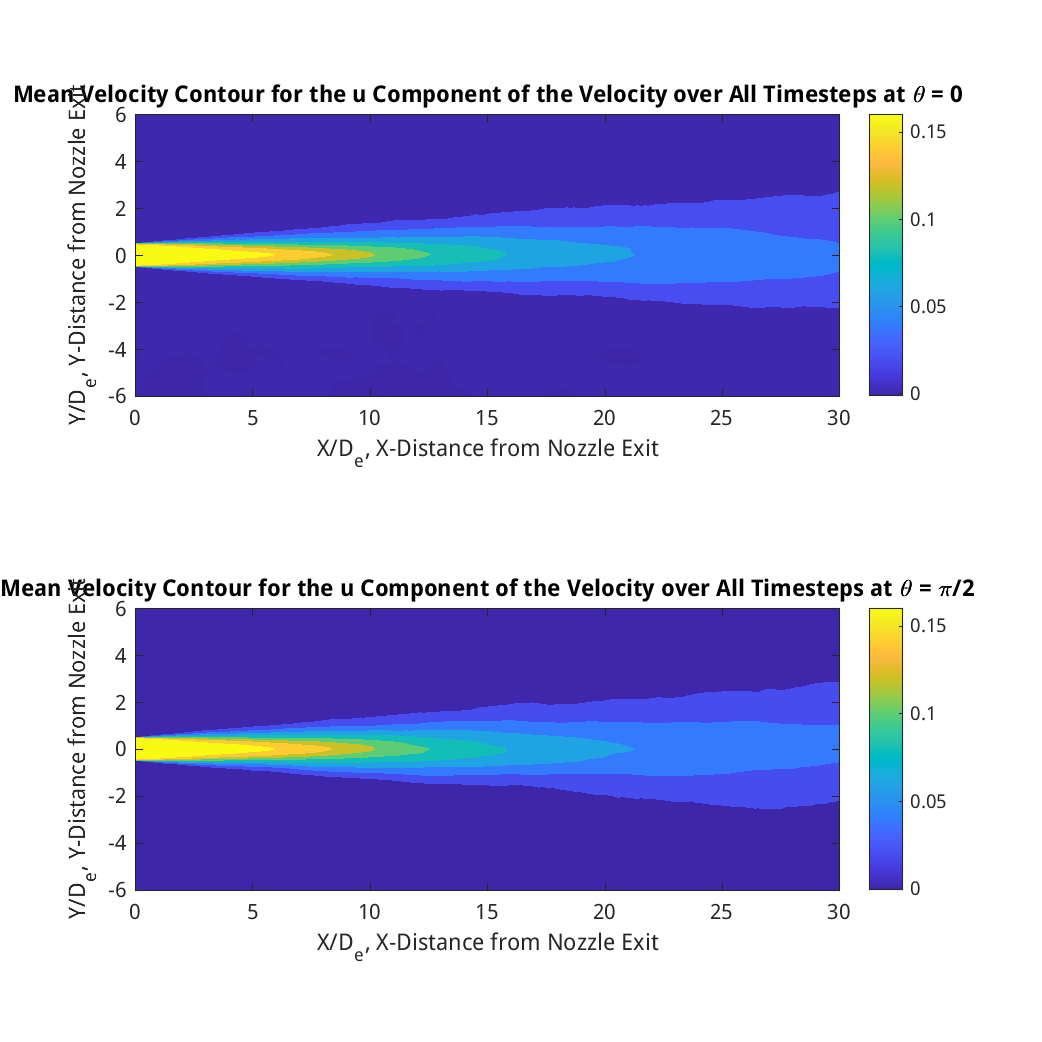 Mean Velocity Contour for the u Component of the Velocity over All Timesteps at θ = 0
Y/D_e, Y-Distance from Nozzle Exit
6
4
2
0
-2
-4
-6
0 5 10 15 20 25 30
X/D_e, X-Distance from Nozzle Exit
0.15
0.1
0.05
0
Mean Velocity Contour for the u Component of the Velocity over All Timesteps at θ = π/2
Y/D_e, Y-Distance from Nozzle Exit
6
4
2
0
-2
-4
-6
0 5 10 15 20 25 30
X/D_e, X-Distance from Nozzle Exit
0.15
0.1
0.05
0